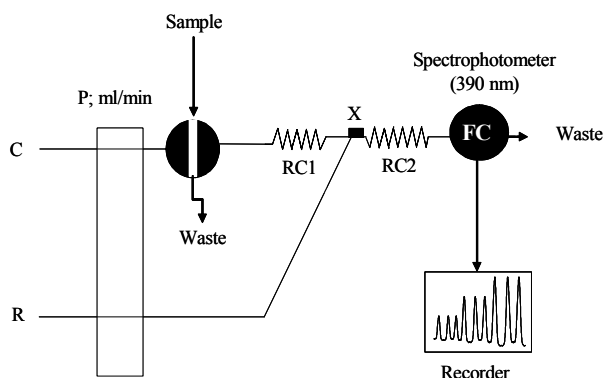 Sample
Spectrophotometer
(390 nm)
P; ml/min
X
C
FC
Waste
RC1
RC2
Waste
R
Recorder